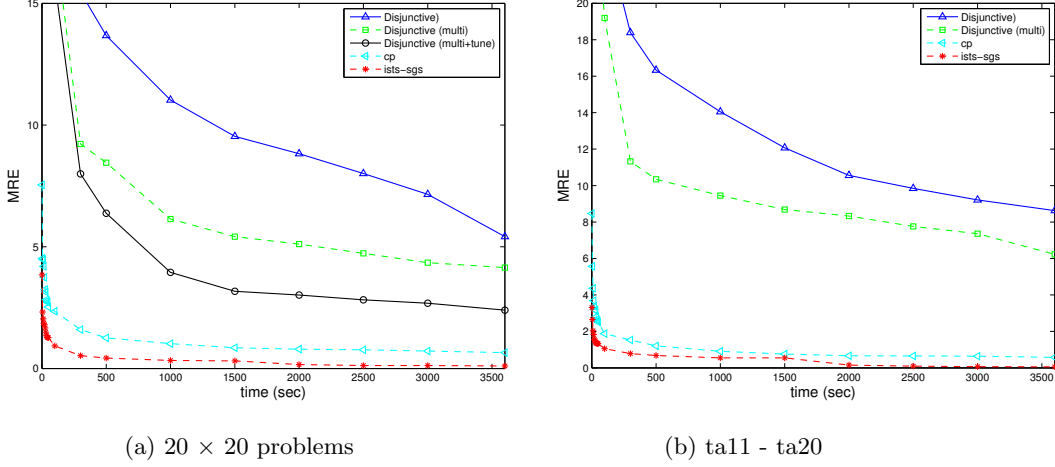 15
10
5
0
MRE
0
500
1000
1500
2000
2500
3000
3500
time (sec)
Disjunctive)
Disjunctive (multi)
Disjunctive (multi+tune)
cp
ists-sgs
(a) 20 × 20 problems
20
18
16
14
12
10
8
6
4
2
0
MRE
0
500
1000
1500
2000
2500
3000
3500
time (sec)
Disjunctive)
Disjunctive (multi)
cp
ists-sgs
(b) ta11 - ta20